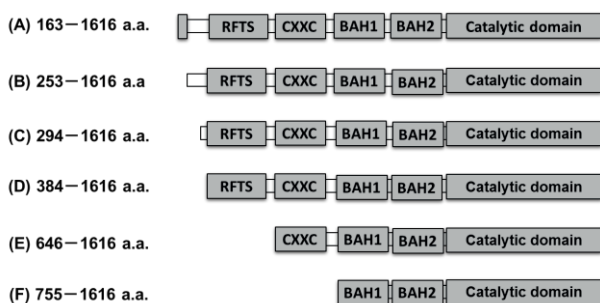 (A) 163－1616 a.a. RFTS CXXC BAH1 BAH2 Catalytic domain
(B) 253－1616 a.a RFTS CXXC BAH1 BAH2 Catalytic domain
(C) 294－1616 a.a. RFTS CXXC BAH1 BAH2 Catalytic domain
(D) 384－1616 a.a. RFTS CXXC BAH1 BAH2 Catalytic domain
(E) 646－1616 a.a. CXXC BAH1 BAH2 Catalytic domain
(F) 755－1616 a.a. BAH1 BAH2 Catalytic domain